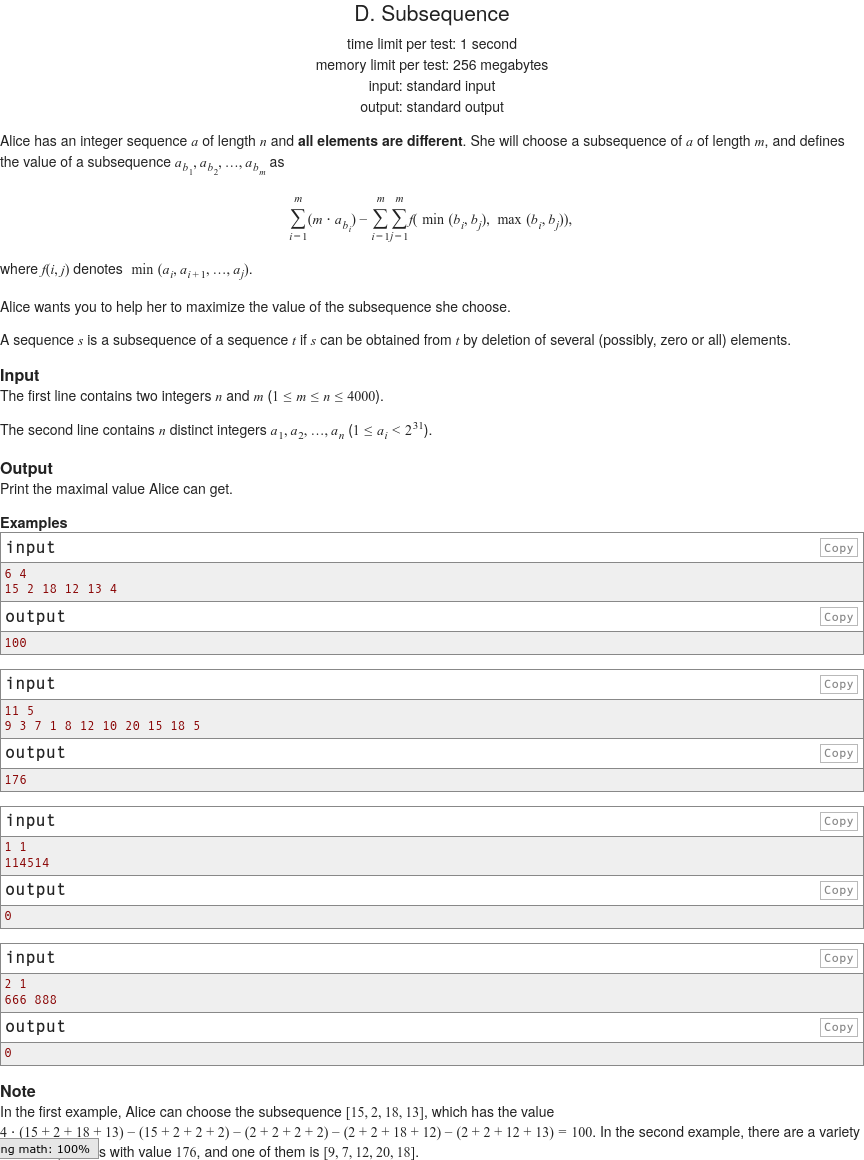 D. Subsequence
time limit per test: 1 second
memory limit per test: 256 megabytes
input: standard input
output: standard output
Alice has an integer sequence a of length n and all elements are different. She will choose a subsequence of a of length m, and defines
the value of a subsequence a_{b_1}, a_{b_2}, …, a_{b_m} as
\sum_{i=1}^{m} (m · a_{b_i}) − \sum_{i=1}^{m} \sum_{j=1}^{m} f( min (b_i, b_j), max (b_i, b_j)),
where f(i, j) denotes min (a_i, a_{i+1}, …, a_j).
Alice wants you to help her to maximize the value of the subsequence she choose.
A sequence s is a subsequence of a sequence t if s can be obtained from t by deletion of several (possibly, zero or all) elements.
Input
The first line contains two integers n and m (1 ≤ m ≤ n ≤ 4000).
The second line contains n distinct integers a_1, a_2, …, a_n (1 ≤ a_i < 2^{31}).
Output
Print the maximal value Alice can get.
Examples
input Copy
6 4
15 2 18 12 13 4
output Copy
100
input Copy
11 5
9 3 7 1 8 12 10 20 15 18 5
output Copy
176
input Copy
1 1
114514
output Copy
0
input Copy
2 1
666 888
output Copy
0
Note
In the first example, Alice can choose the subsequence [15, 2, 18, 13], which has the value
4 · (15 + 2 + 18 + 13) − (15 + 2 + 2 + 2) − (2 + 2 + 2 + 2) − (2 + 2 + 18 + 12) − (2 + 2 + 12 + 13) = 100. In the second example, there are a variety
ng math: 100% s with value 176, and one of them is [9, 7, 12, 20, 18].